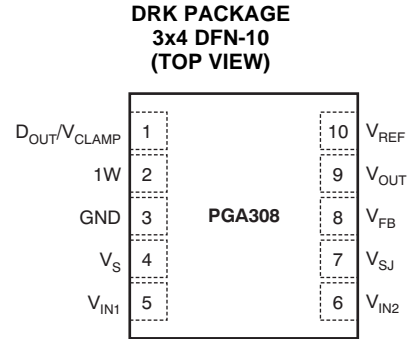 DRK PACKAGE
3x4 DFN-10
(TOP VIEW)
DOUT/VCLAMP 1 10 VREF
1W 2 9 VOUT
GND 3 PGA308 8 VFB
VS 4 7 VSJ
VIN1 5 6 VIN2